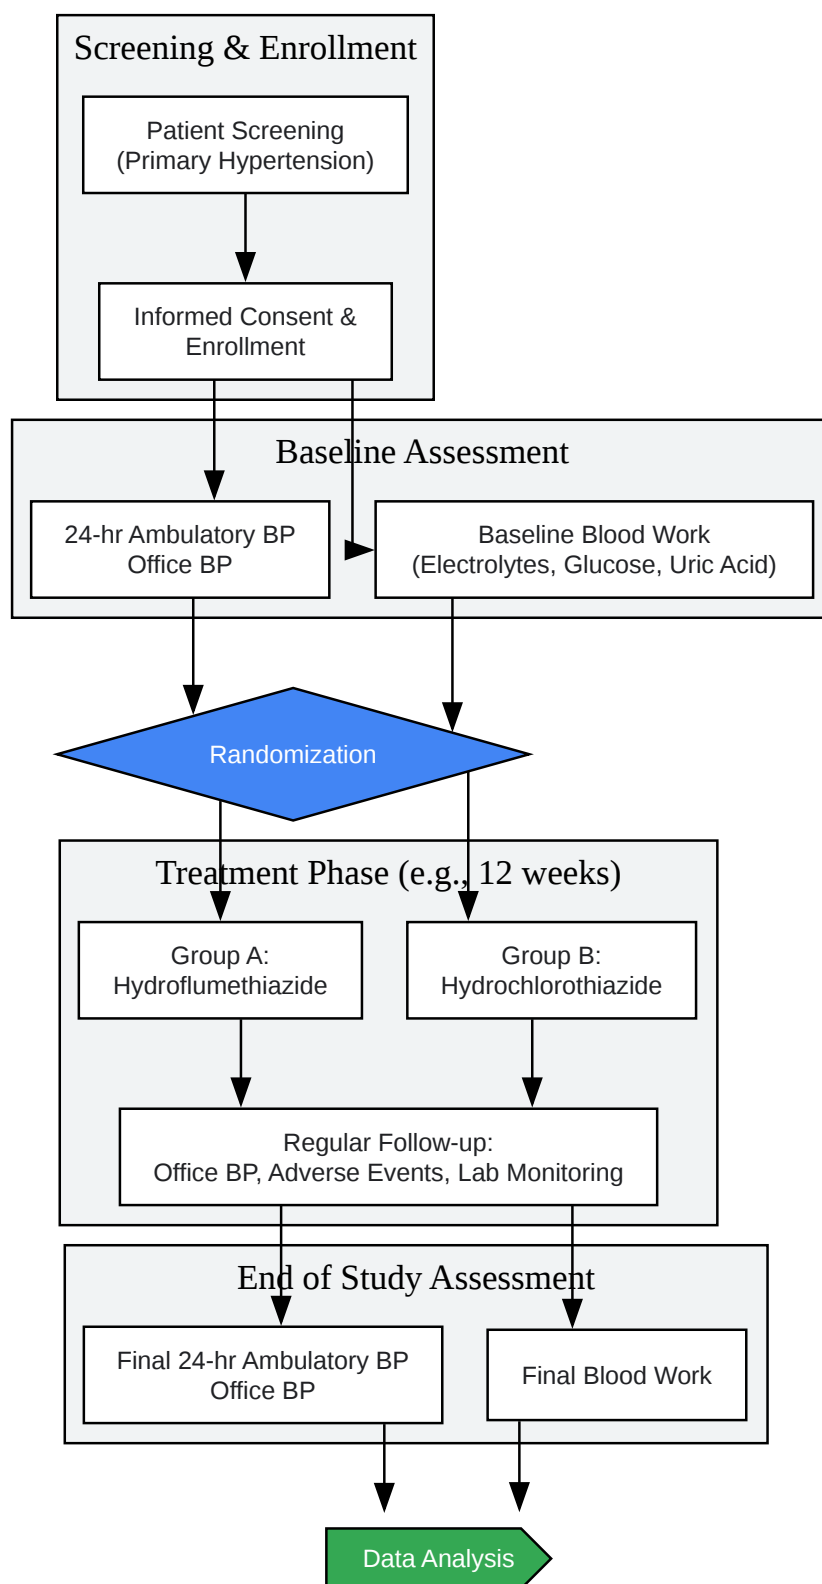 Screening & Enrollment
Patient Screening
(Primary Hypertension)
Informed Consent &
Enrollment
Baseline Assessment
24-hr Ambulatory BP
Office BP
Baseline Blood Work
(Electrolytes, Glucose, Uric Acid)
Randomization
Treatment Phase (e.g., 12 weeks)
Group A:
Hydroflumethiazide
Group B:
Hydrochlorothiazide
Regular Follow-up:
Office BP, Adverse Events, Lab Monitoring
End of Study Assessment
Final 24-hr Ambulatory BP
Office BP
Final Blood Work
Data Analysis